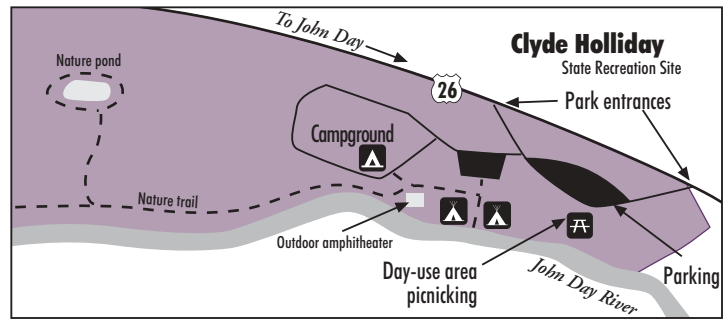 To John Day
Clyde Holliday
State Recreation Site
Nature pond
26
Park entrances
Campground
Nature trail
Outdoor amphitheater
Day-use area
picnicking
John Day River
Parking